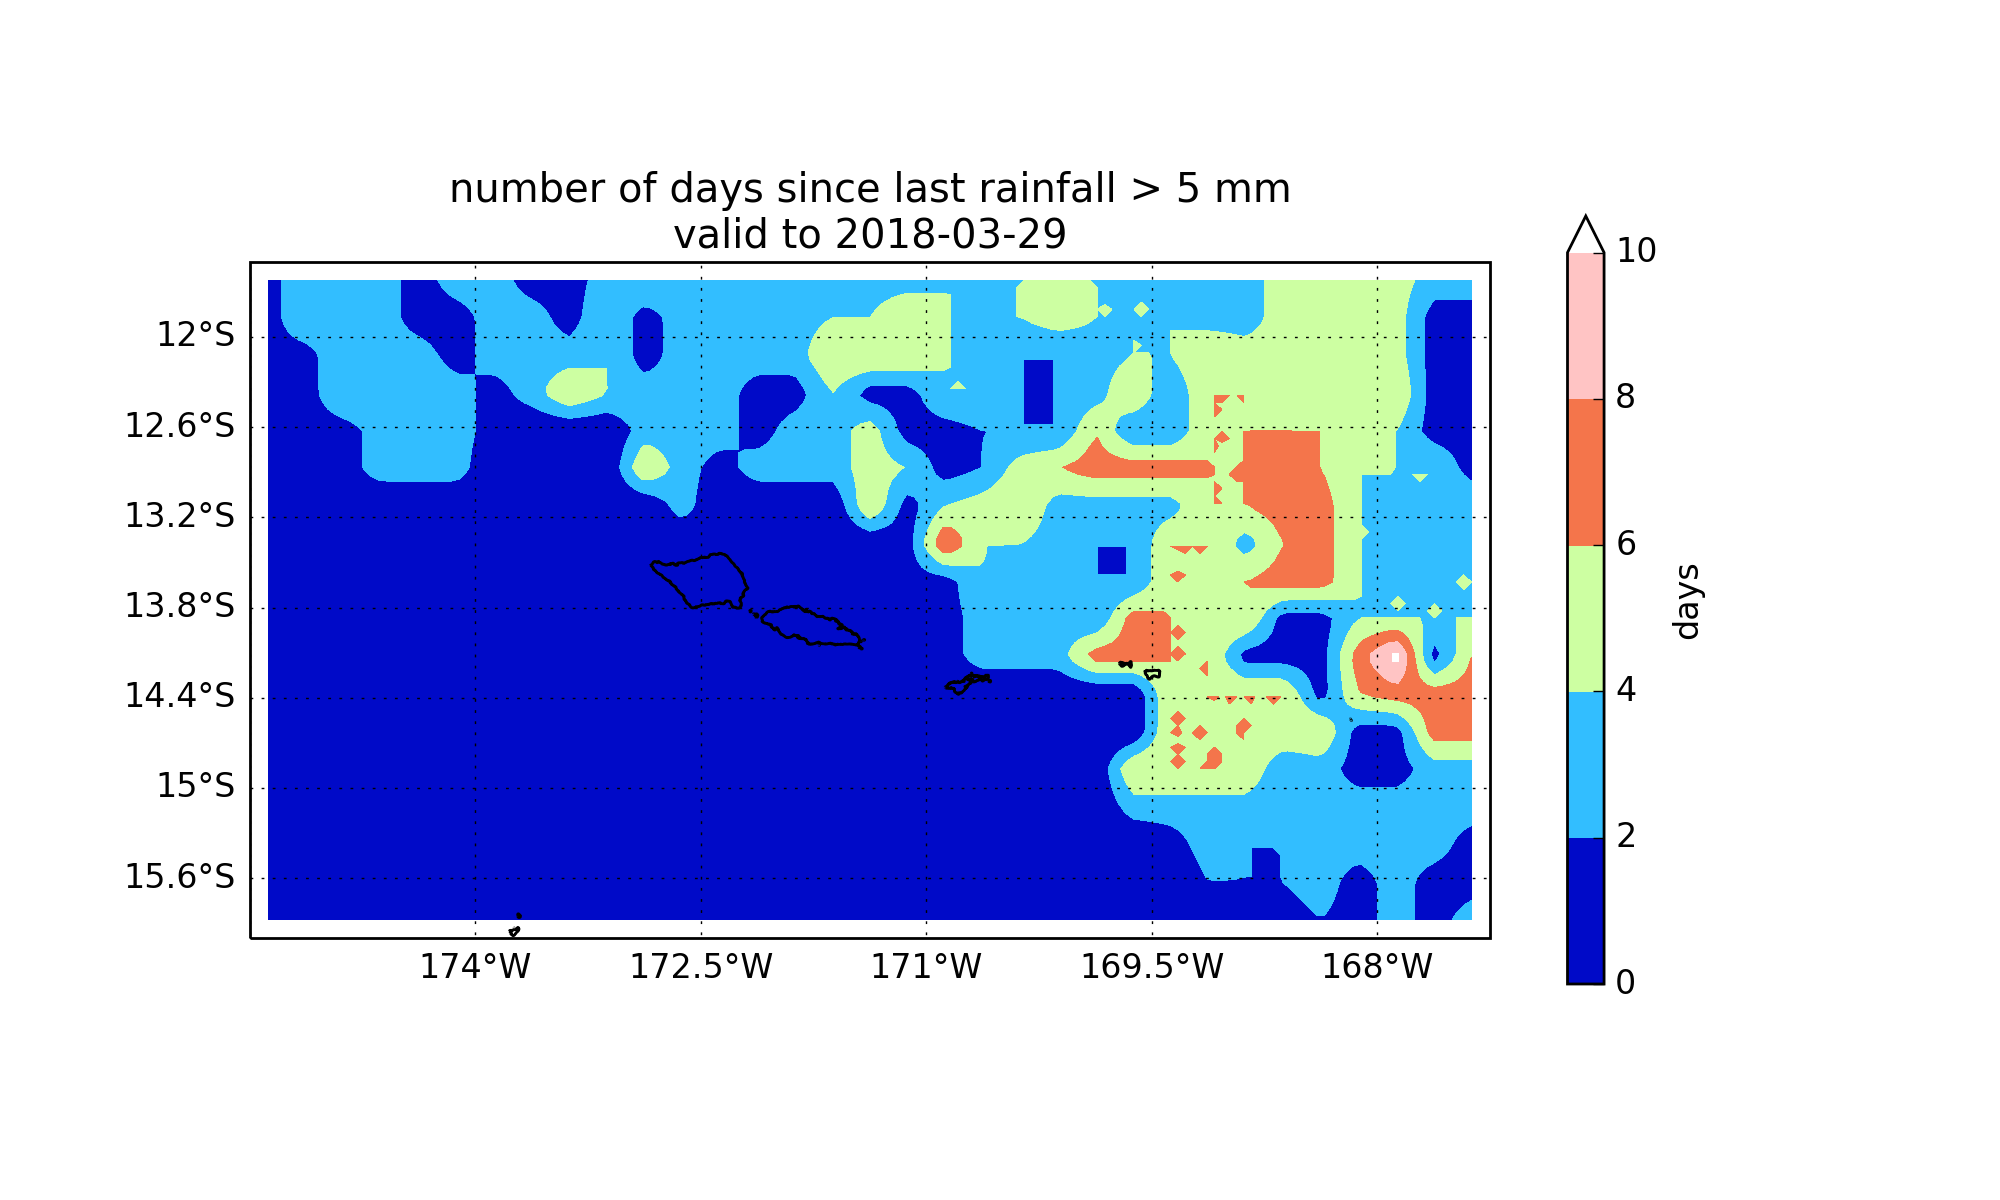 number of days since last rainfall > 5 mm
valid to 2018-03-29
12°S
12.6°S
13.2°S
13.8°S
14.4°S
15°S
15.6°S
174°W 172.5°W 171°W 169.5°W 168°W
10
8
6
4
2
0
days